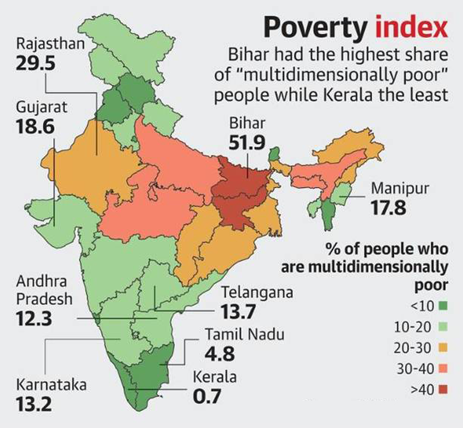 Poverty index
Bihar had the highest share
of "multidimensionally poor"
people while Kerala the least
Rajasthan
29.5
Gujarat
18.6
Bihar
51.9
Manipur
17.8
% of people who
are multidimensionally
poor
<10
10-20
20-30
30-40
>40
Andhra
Pradesh
12.3
Telangana
13.7
Tamil Nadu
4.8
Kerala
0.7
Karnataka
13.2